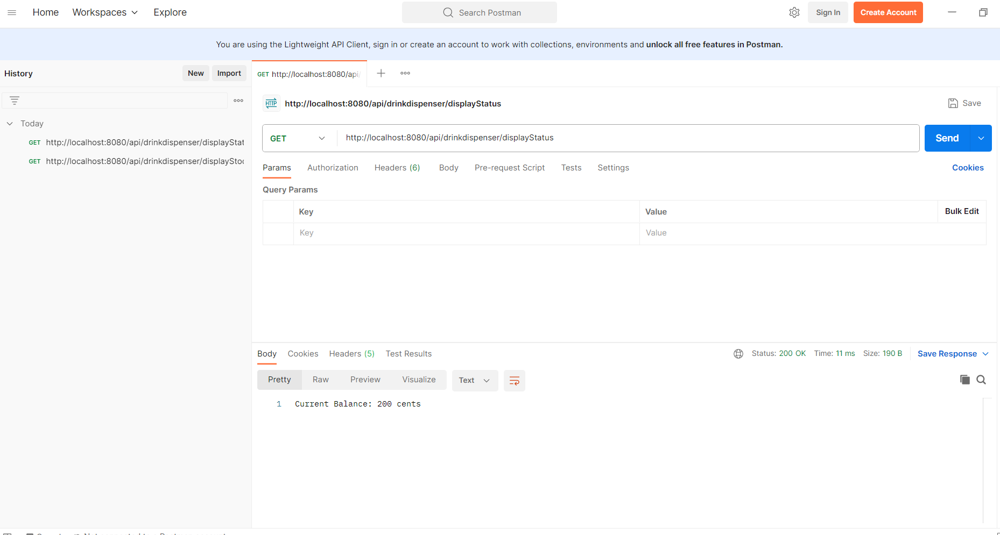 Home Workspaces Explore Search Postman Sign In Create Account
You are using the Lightweight API Client, sign in or create an account to work with collections, environments and unlock all free features in Postman.
History New Import
GET http://localhost:8080/api/
http://localhost:8080/api/drinkdispenser/displayStatus Save
Today
GET http://localhost:8080/api/drinkdispenser/displayStat
GET http://localhost:8080/api/drinkdispenser/displayStoc
GET http://localhost:8080/api/drinkdispenser/displayStatus Send
Params Authorization Headers (6) Body Pre-request Script Tests Settings Cookies
Query Params
Key Value Bulk Edit
Key Value
Body Cookies Headers (5) Test Results Status: 200 OK Time: 11 ms Size: 190 B Save Response
Pretty Raw Preview Visualize Text
1 Current Balance: 200 cents